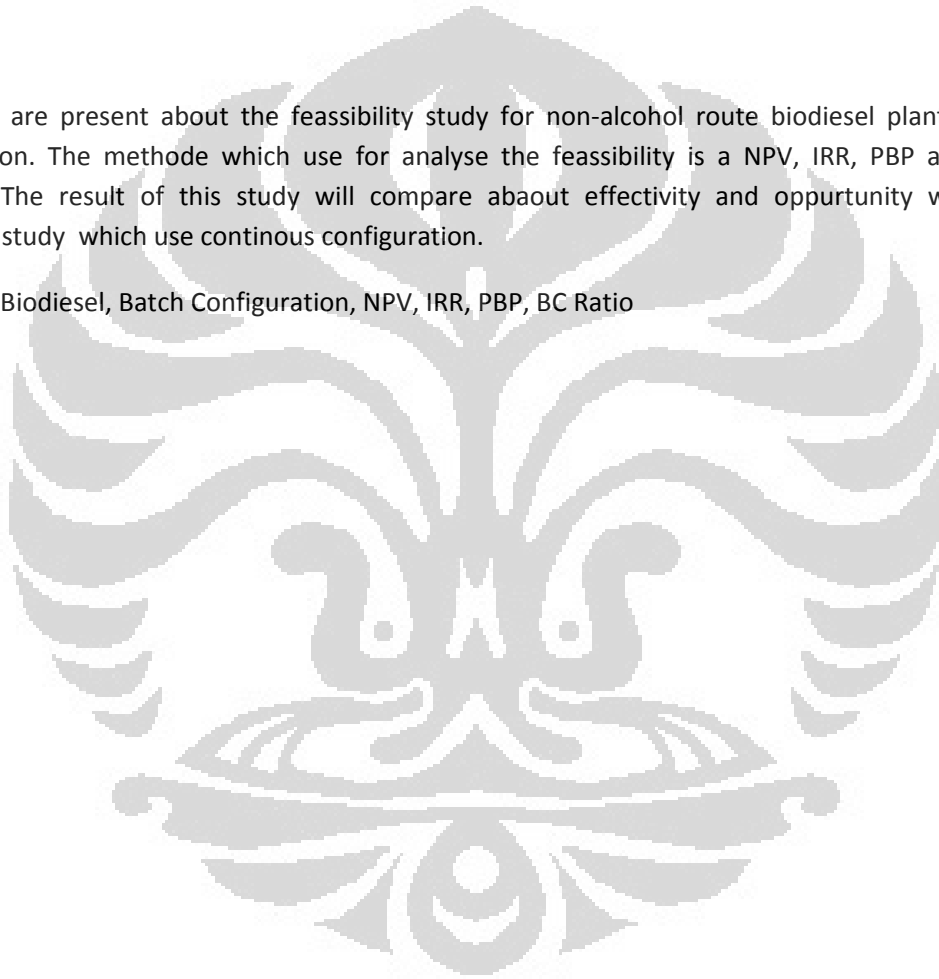 are present about the feassibility study for non-alcohol route biodiesel plant
on. The methode which use for analyse the feassibility is a NPV, IRR, PBP a
The result of this study will compare abaout effectivity and oppurtunity w
study which use continous configuration.
Biodiesel, Batch Configuration, NPV, IRR, PBP, BC Ratio